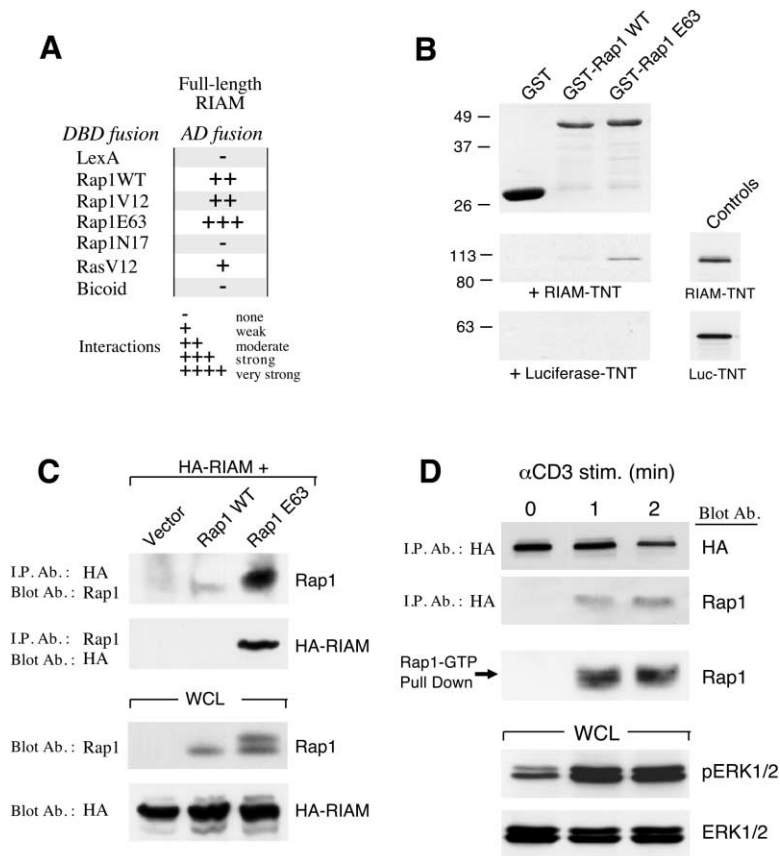 A
Full-length
RIAM
DBD fusion AD fusion
LexA -
Rap1WT ++
Rap1V12 ++
Rap1E63 +++
Rap1N17 -
RasV12 +
Bicoid -
Interactions
- none
+ weak
++ moderate
+++ strong
++++ very strong
B
GST
GST-Rap1 WT
GST-Rap1 E63
49
37
26
113
80
+ RIAM-TNT
63
+ Luciferase-TNT
Controls
RIAM-TNT
Luc-TNT
C
HA-RIAM +
Vector
Rap1 WT
Rap1 E63
I.P. Ab.: HA
Blot Ab.: Rap1
Rap1
I.P. Ab.: Rap1
Blot Ab.: HA
HA-RIAM
WCL
Blot Ab.: Rap1
Rap1
Blot Ab.: HA
HA-RIAM
D
αCD3 stim. (min)
0 1 2
Blot Ab.
I.P. Ab.: HA
HA
I.P. Ab.: HA
Rap1
Rap1-GTP
Pull Down
Rap1
WCL
pERK1/2
ERK1/2